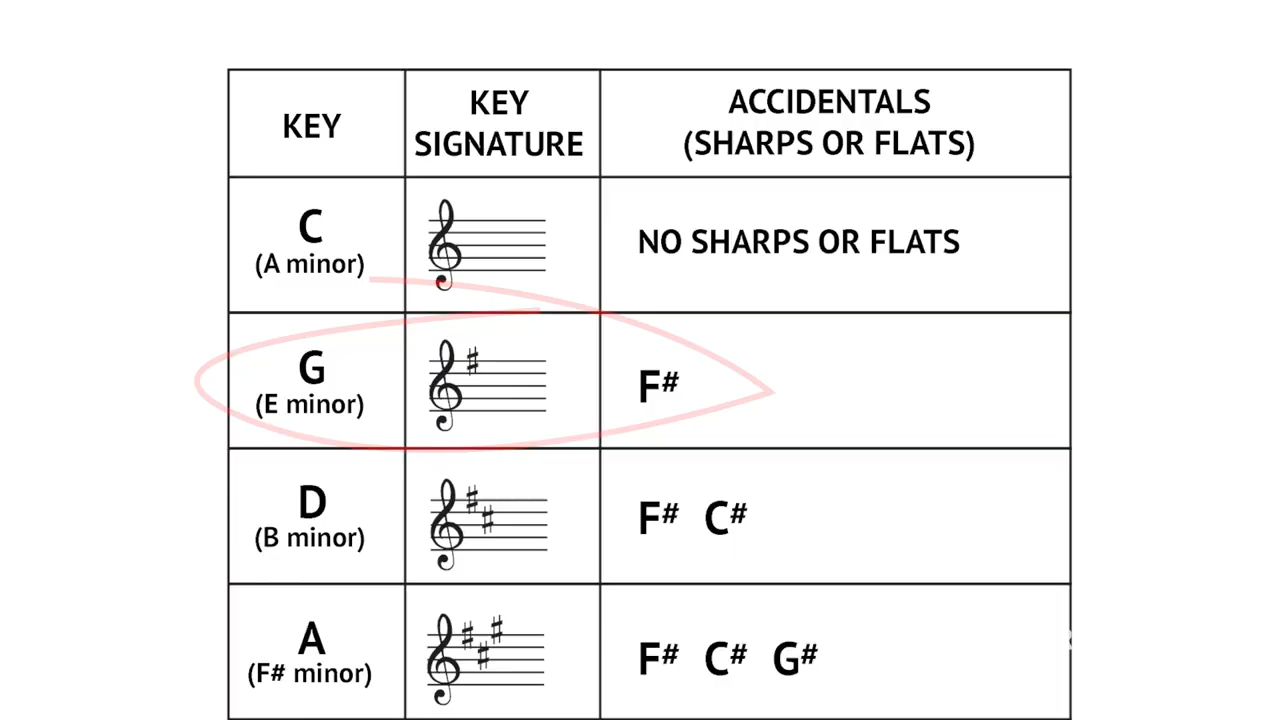 KEY
KEY
SIGNATURE
ACCIDENTALS
(SHARPS OR FLATS)
C
(A minor)
NO SHARPS OR FLATS
G
(E minor)
F#
D
(B minor)
F# C#
A
(F# minor)
F# C# G#